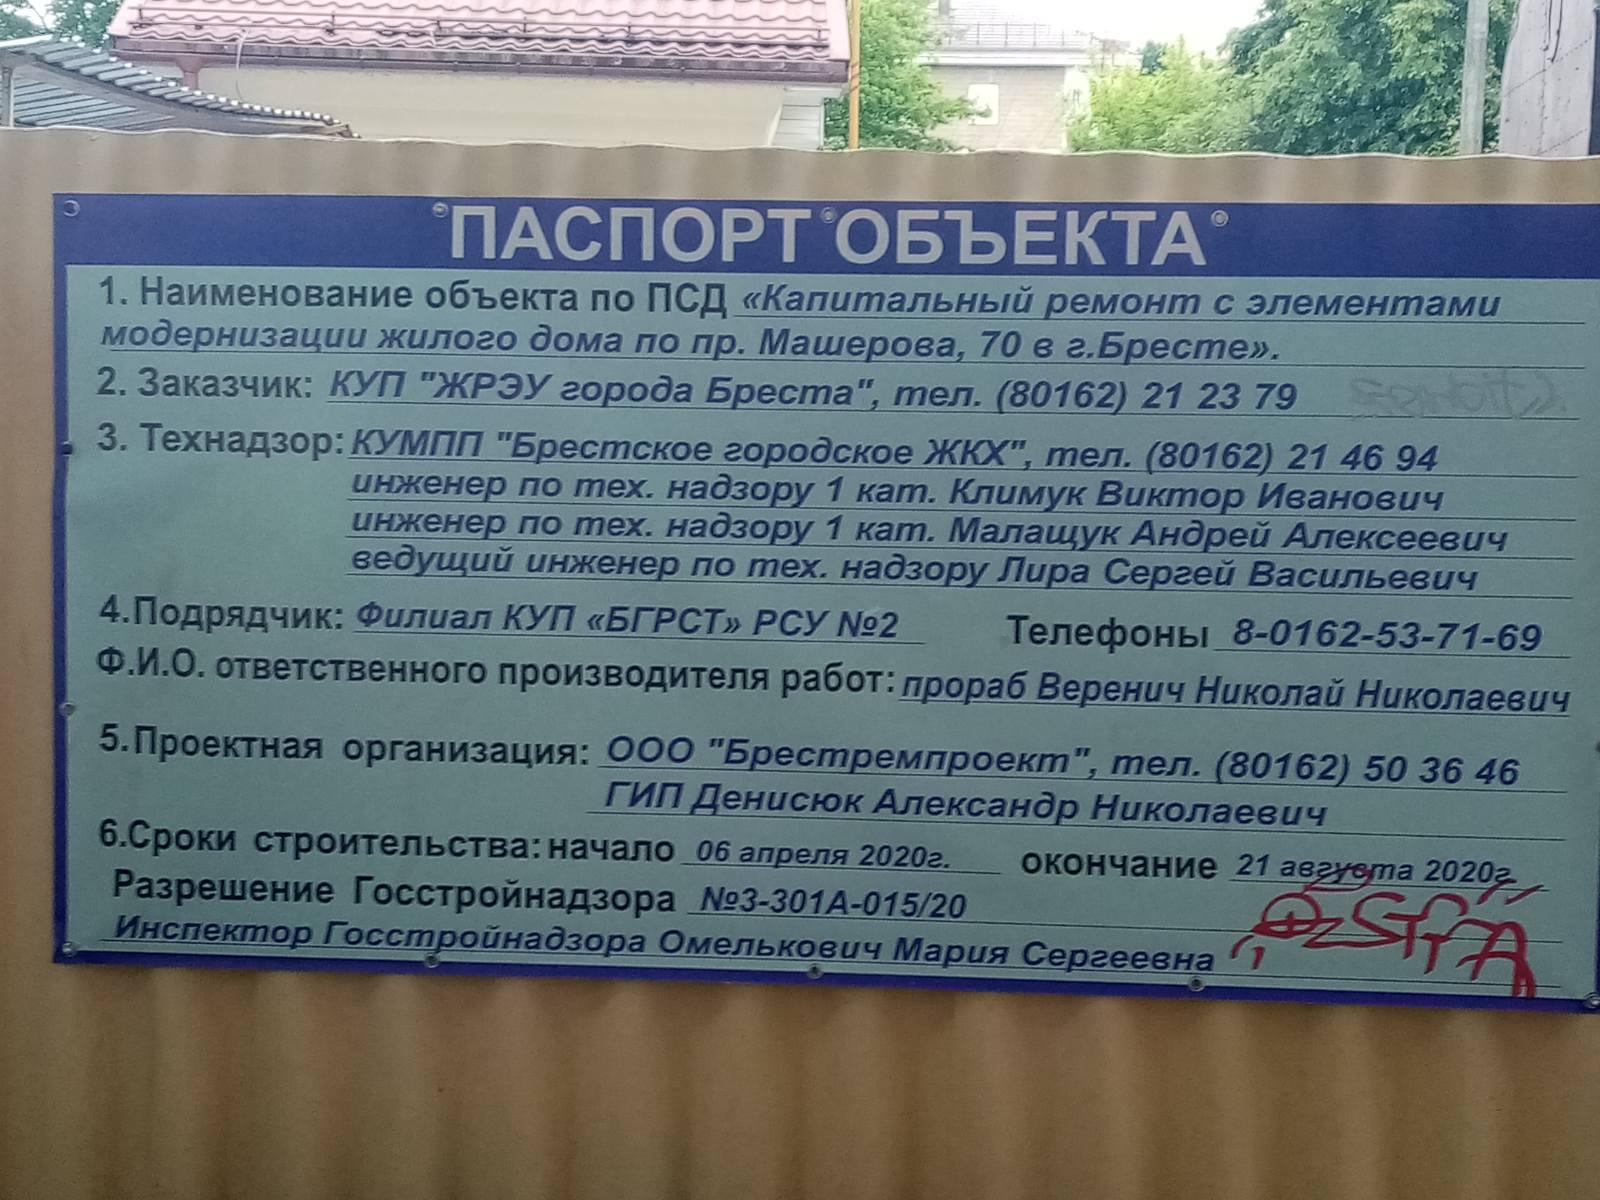 ПАСПОРТ ОБЪЕКТА
1. Наименование объекта по ПСД «Капитальный ремонт с элементами
модернизации жилого дома по пр. Машерова, 70 в г.Бресте».
2. Заказчик: КУП "ЖРЭУ города Бреста", тел. (80162) 21 23 79
3. Технадзор: КУМПП "Брестское городское ЖКХ", тел. (80162) 21 46 94
инженер по тех. надзору 1 кат. Климук Виктор Иванович
инженер по тех. надзору 1 кат. Малащук Андрей Алексеевич
ведущий инженер по тех. надзору Лира Сергей Васильевич
4.Подрядчик: Филиал КУП «БГРСТ» РСУ №2 Телефоны 8-0162-53-71-69
Ф.И.О. ответственного производителя работ: прораб Веренич Николай Николаевич
5.Проектная организация: ООО "Брестремпроект", тел. (80162) 50 36 46
ГИП Денисюк Александр Николаевич
6.Сроки строительства: начало 06 апреля 2020г. окончание 21 августа 2020г.
Разрешение Госстройнадзора №3-301А-015/20
Инспектор Госстройнадзора Омелькович Мария Сергеевна